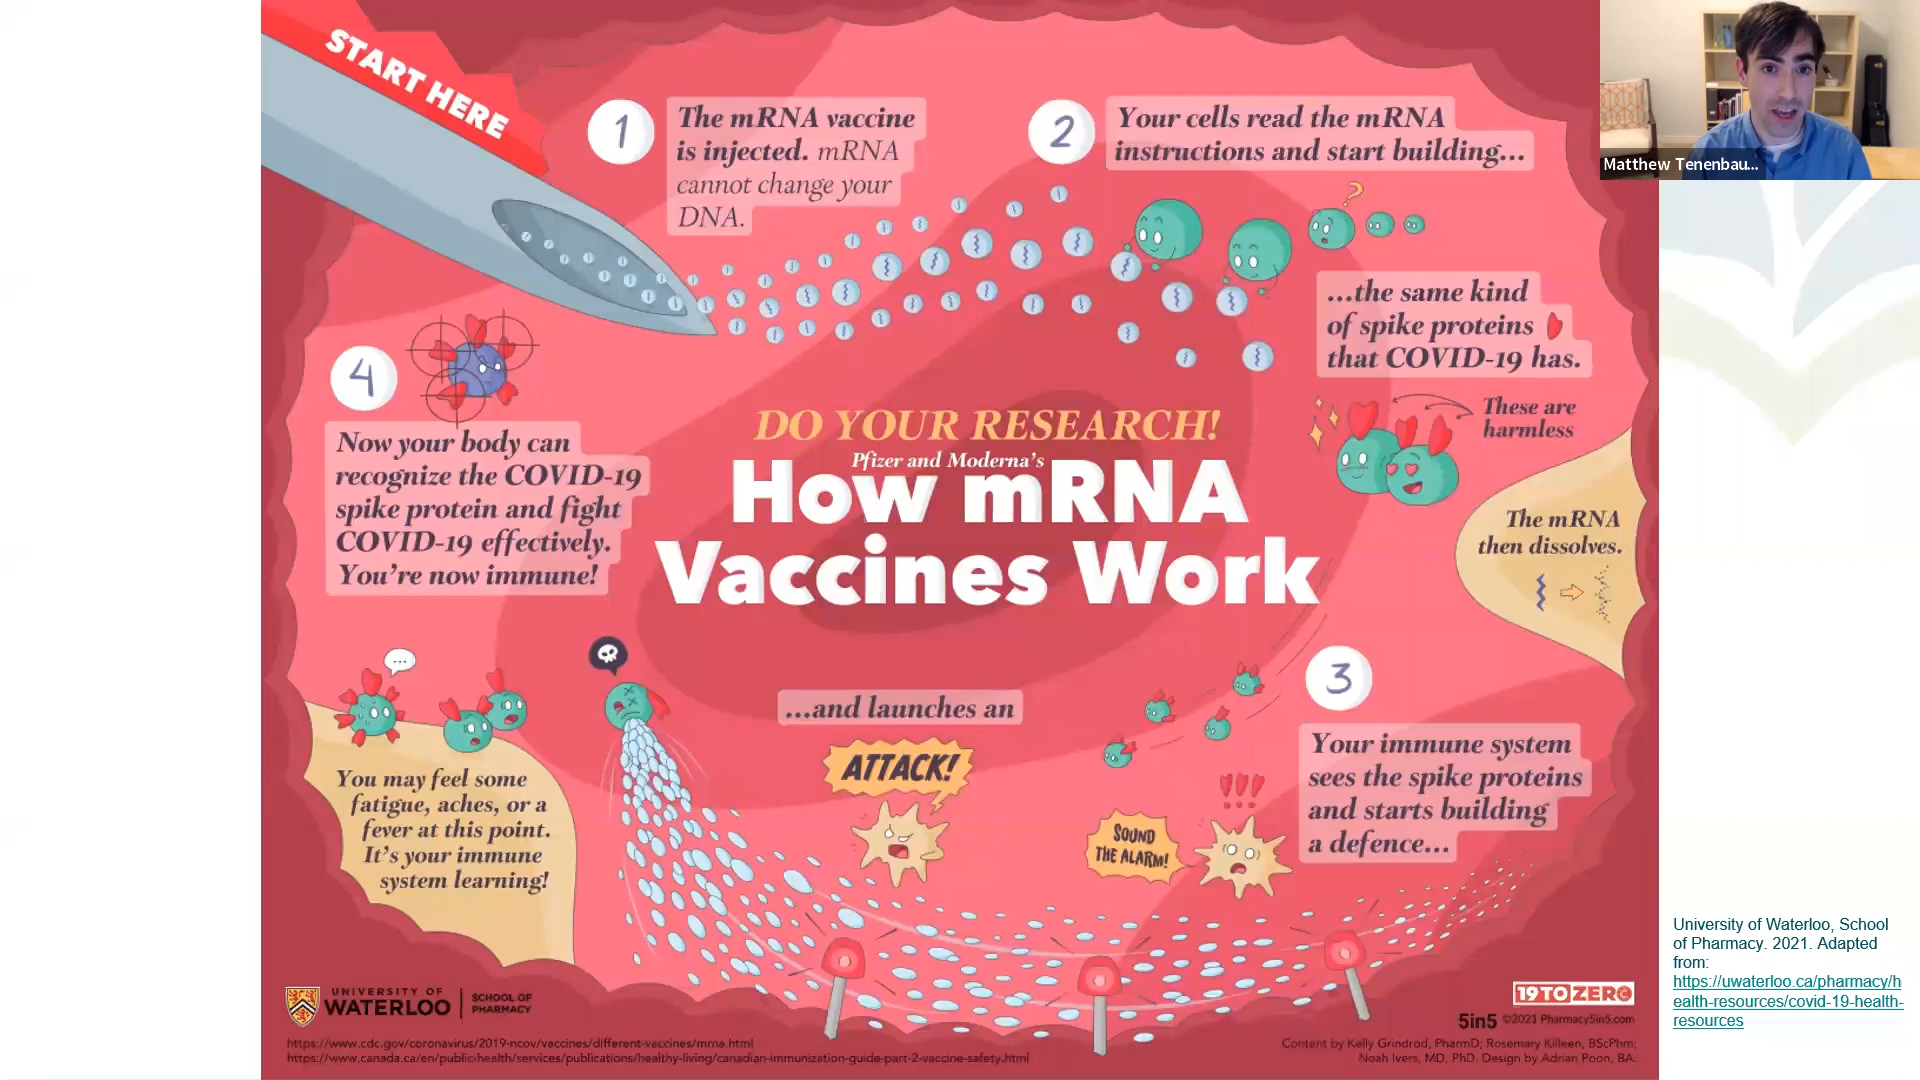 START HERE
1
The mRNA vaccine
is injected. mRNA
cannot change your
DNA.
2
Your cells read the mRNA
instructions and start building...
?
...the same kind
of spike proteins
that COVID-19 has.
These are
harmless
The mRNA
then dissolves.
DO YOUR RESEARCH!
Pfizer and Moderna's
How mRNA
Vaccines Work
3
Your immune system
sees the spike proteins
and starts building
a defence...
!!!
SOUND
THE ALARM!
...and launches an
ATTACK!
4
Now your body can
recognize the COVID-19
spike protein and fight
COVID-19 effectively.
You're now immune!
...
You may feel some
fatigue, aches, or a
fever at this point.
It's your immune
system learning!
UNIVERSITY OF
WATERLOO
SCHOOL OF
PHARMACY
https://www.cdc.gov/coronavirus/2019-ncov/vaccines/different-vaccines/mrna.html
https://www.canada.ca/en/public-health/services/publications/healthy-living/canadian-immunization-guide-part-2-vaccine-safety.html
19TOZERO
5in5 ©2021 Pharmacy5in5.com
Content by Kelly Grindrod, PharmD; Rosemary Killeen, BScPhm;
Noah Ivers, MD, PhD. Design by Adrian Poon, BA.
Matthew Tenenbau...
University of Waterloo, School
of Pharmacy. 2021. Adapted
from:
https://uwaterloo.ca/pharmacy/h
ealth-resources/covid-19-health-
resources